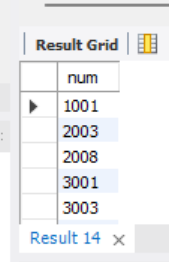 Result Grid
num
1001
2003
2008
3001
3003
Result 14 ×